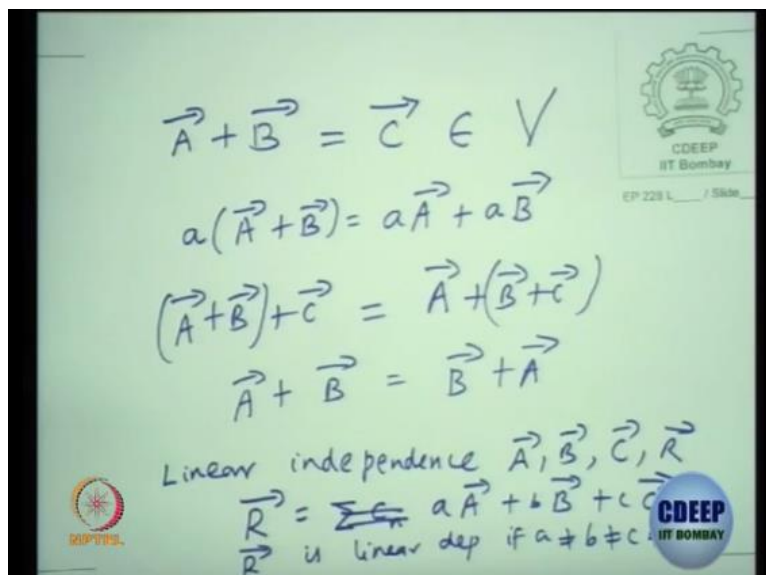 A⃗ + B⃗ = C⃗ ∈ V
a(A⃗ + B⃗) = aA⃗ + aB⃗
(A⃗ + B⃗) + C⃗ = A⃗ + (B⃗ + C⃗)
A⃗ + B⃗ = B⃗ + A⃗
Linear independence A⃗, B⃗, C⃗, R⃗
R⃗ = aA⃗ + bB⃗ + cC⃗
R⃗ is linear dep if a ≠ b ≠ c
CDEEP
IIT Bombay
EP 228 L____ / Slide
NPTEL
CDEEP
IIT BOMBAY